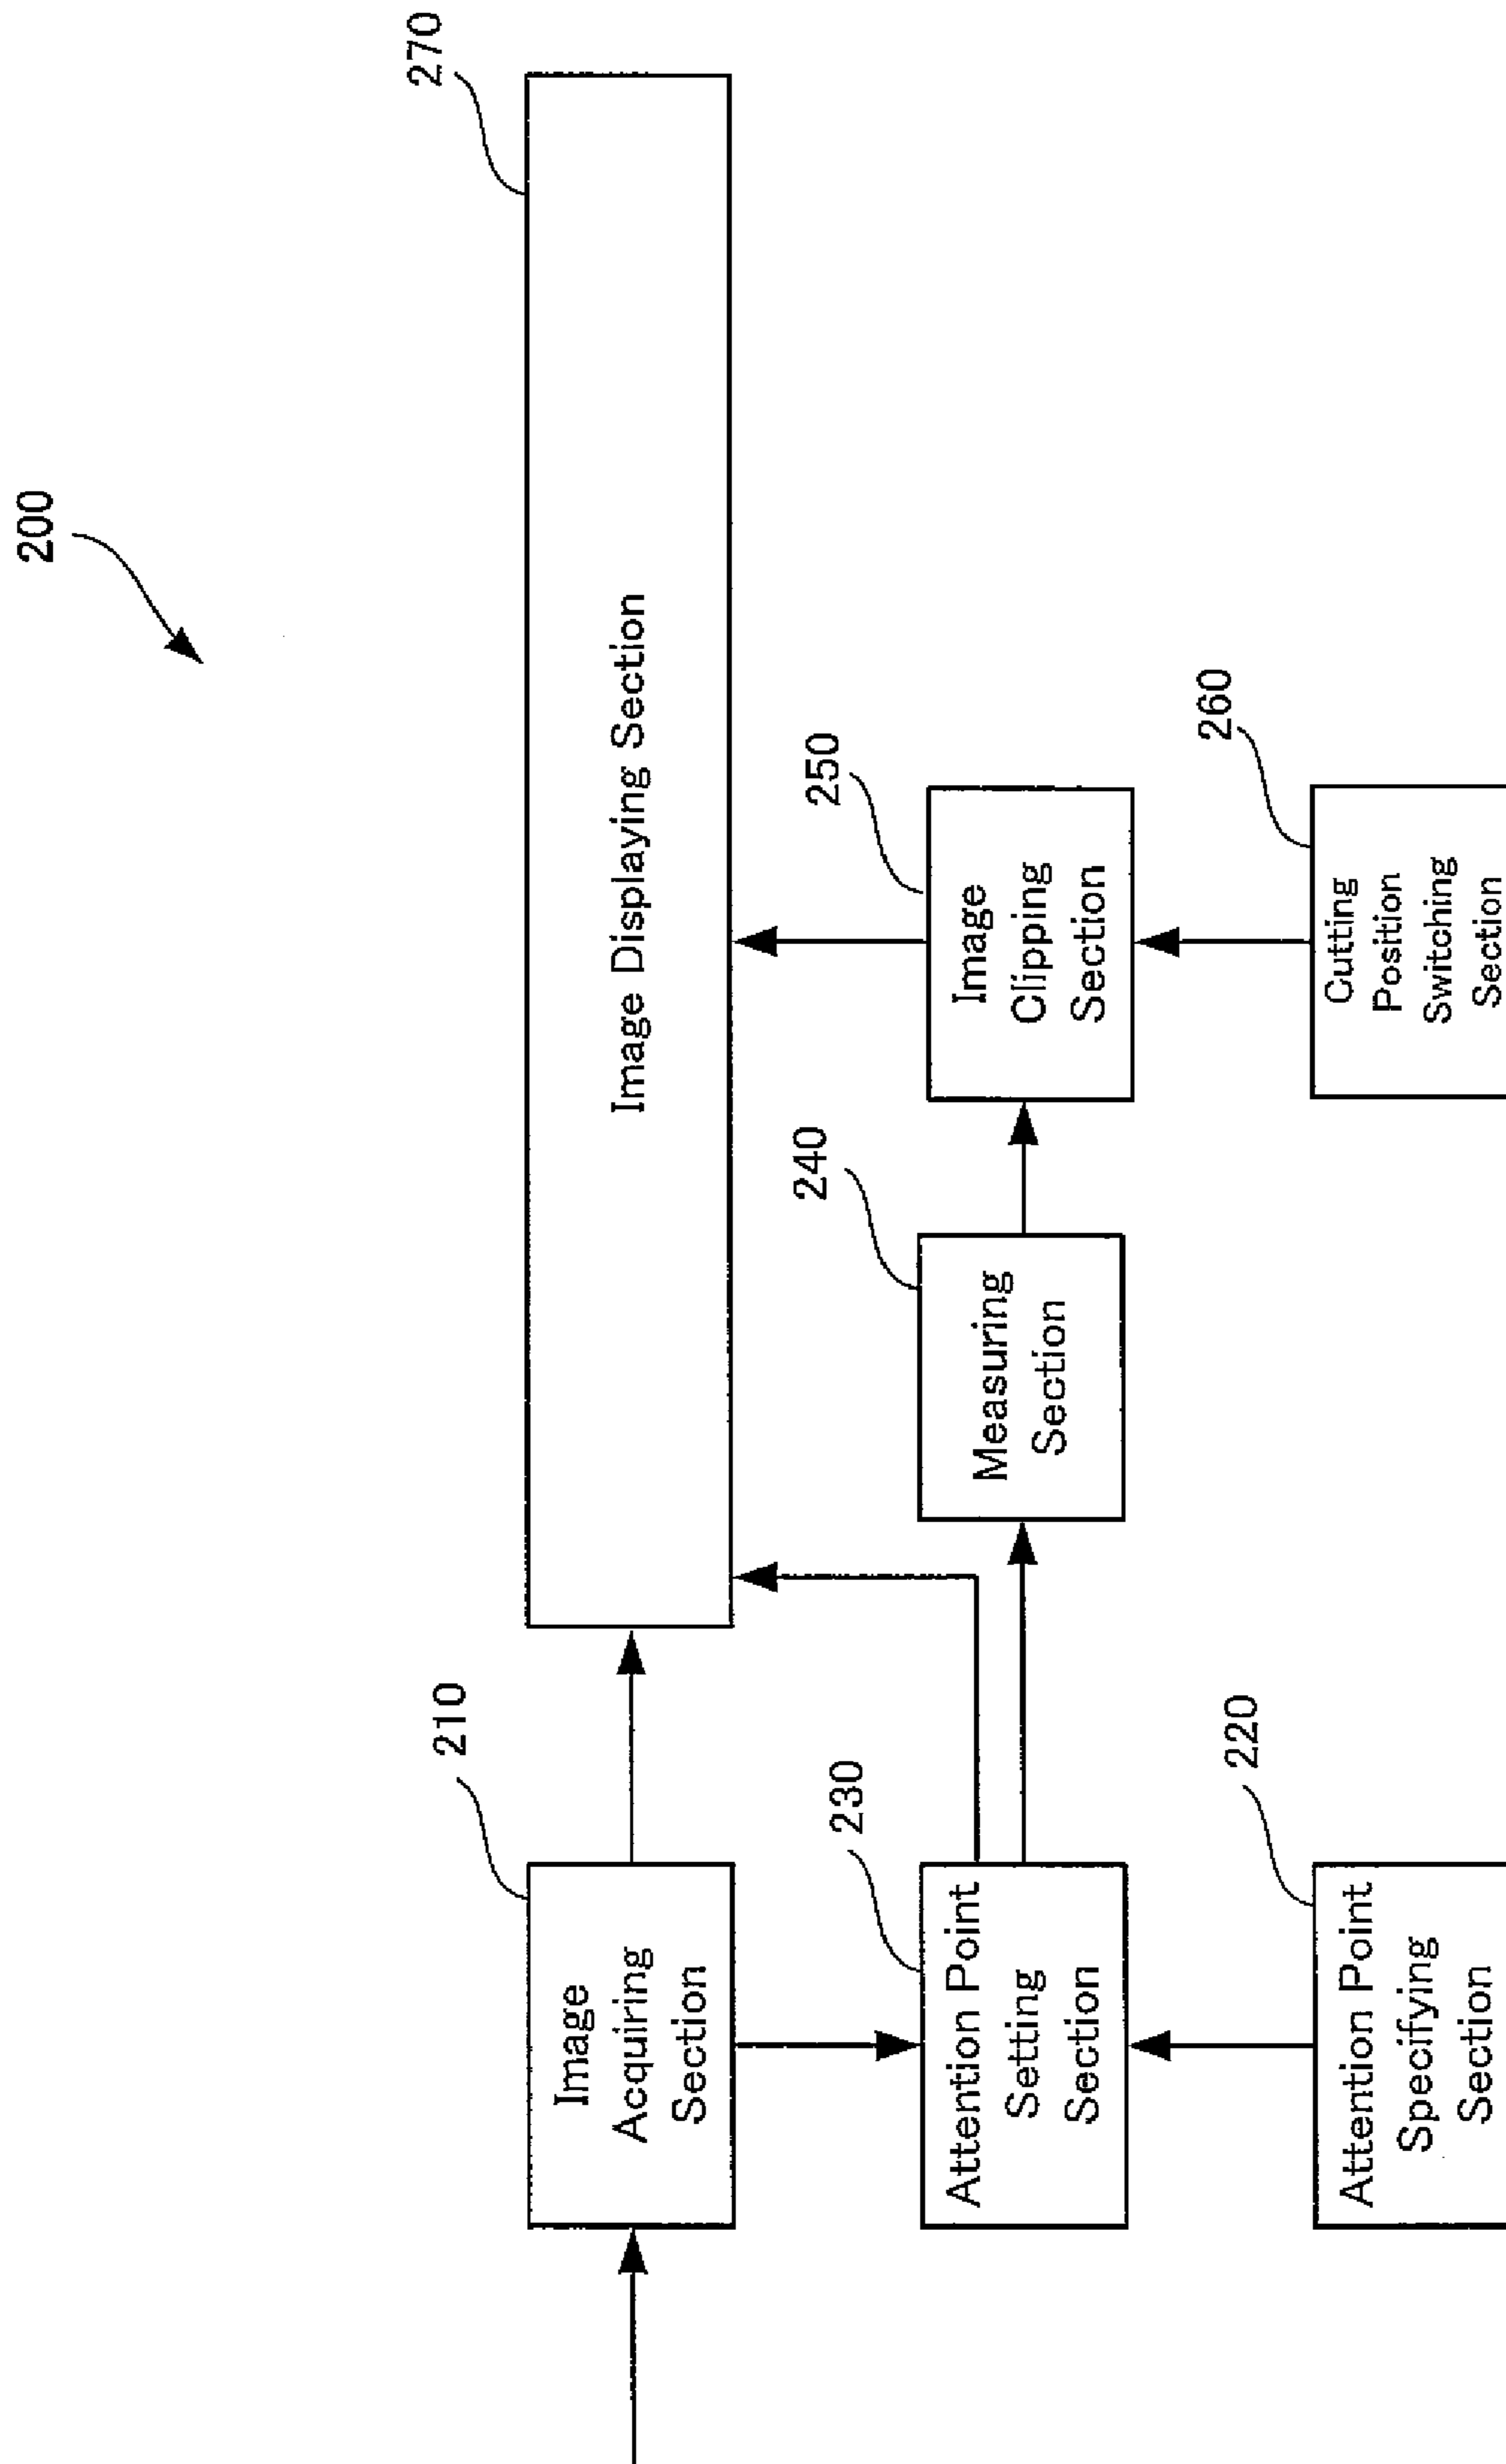 200
270
Image Displaying Section
210
Image
Acquiring
Section
230
Attention Point
Setting
Section
240
Measuring
Section
250
Image
Clipping
Section
220
Attention Point
Specifying
Section
260
Cutting
Position
Switching
Section